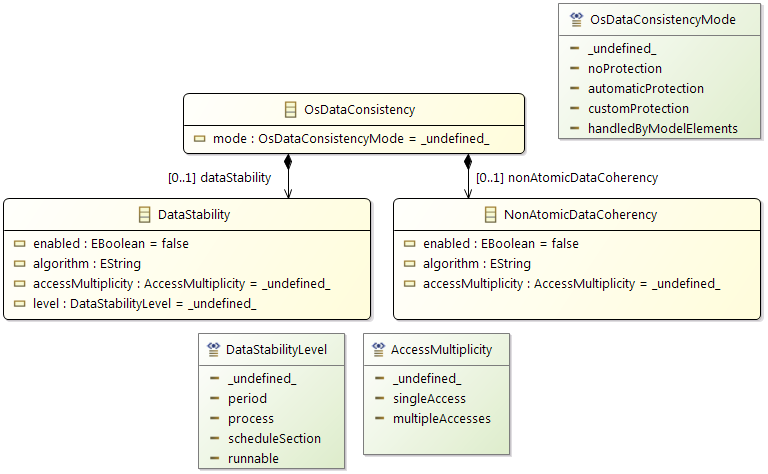 OsDataConsistencyMode
_undefined_
noProtection
automaticProtection
customProtection
handledByModelElements
OsDataConsistency
mode : OsDataConsistencyMode = _undefined_
[0..1] dataStability
[0..1] nonAtomicDataCoherency
DataStability
enabled : EBoolean = false
algorithm : EString
accessMultiplicity : AccessMultiplicity = _undefined_
level : DataStabilityLevel = _undefined_
NonAtomicDataCoherency
enabled : EBoolean = false
algorithm : EString
accessMultiplicity : AccessMultiplicity = _undefined_
DataStabilityLevel
_undefined_
period
process
scheduleSection
runnable
AccessMultiplicity
_undefined_
singleAccess
multipleAccesses